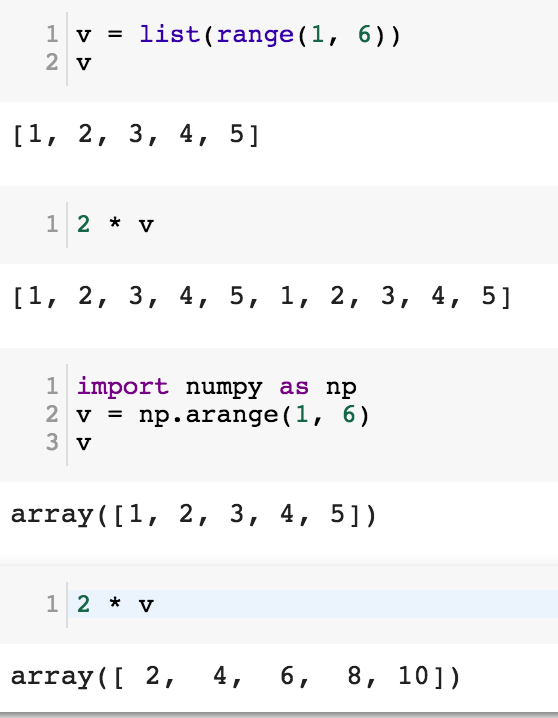 1 v = list(range(1, 6))
2 v
[1, 2, 3, 4, 5]
1 2 * v
[1, 2, 3, 4, 5, 1, 2, 3, 4, 5]
1 import numpy as np
2 v = np.arange(1, 6)
3 v
array([1, 2, 3, 4, 5])
1 2 * v
array([ 2,  4,  6,  8, 10])